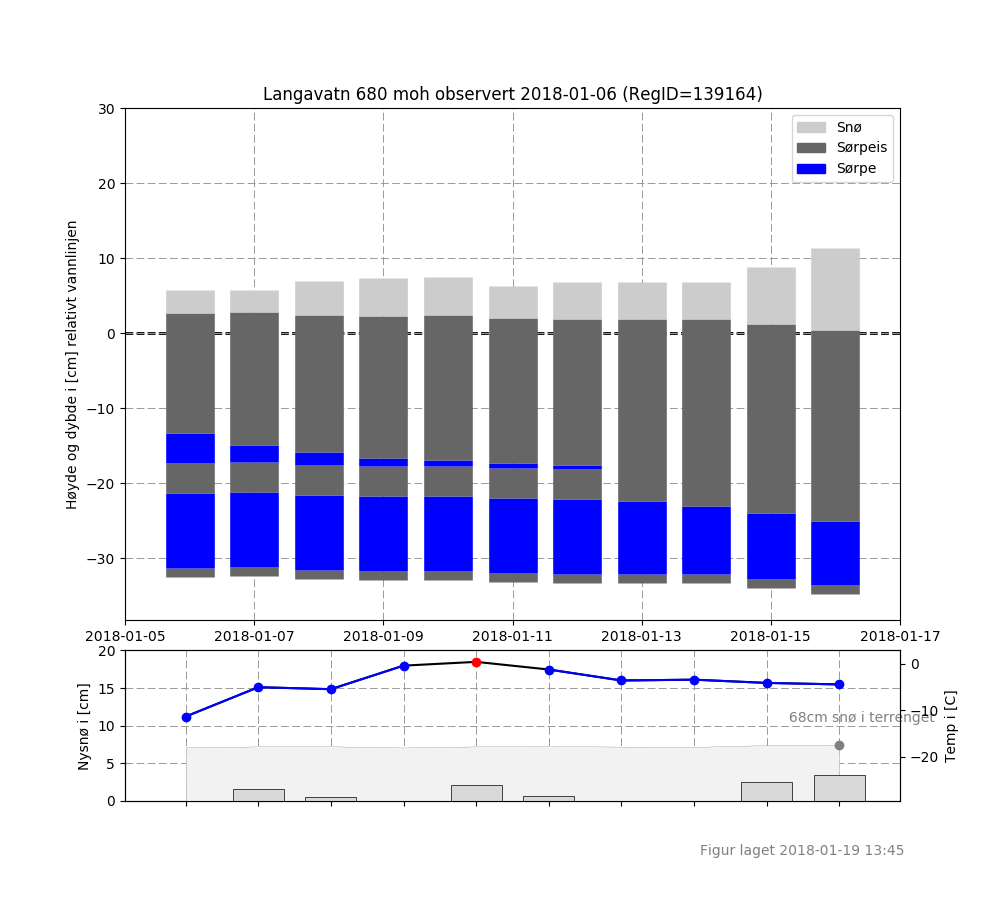 Langavatn 680 moh observert 2018-01-06 (RegID=139164)
30
20
10
0
−10
−20
−30
Høyde og dybde i [cm] relativt vannlinjen
Snø
Sørpeis
Sørpe
2018-01-05
2018-01-07
2018-01-09
2018-01-11
2018-01-13
2018-01-15
2018-01-17
20
15
10
5
0
Nysnø i [cm]
0
−10
−20
Temp i [C]
68cm snø i terrenget
Figur laget 2018-01-19 13:45